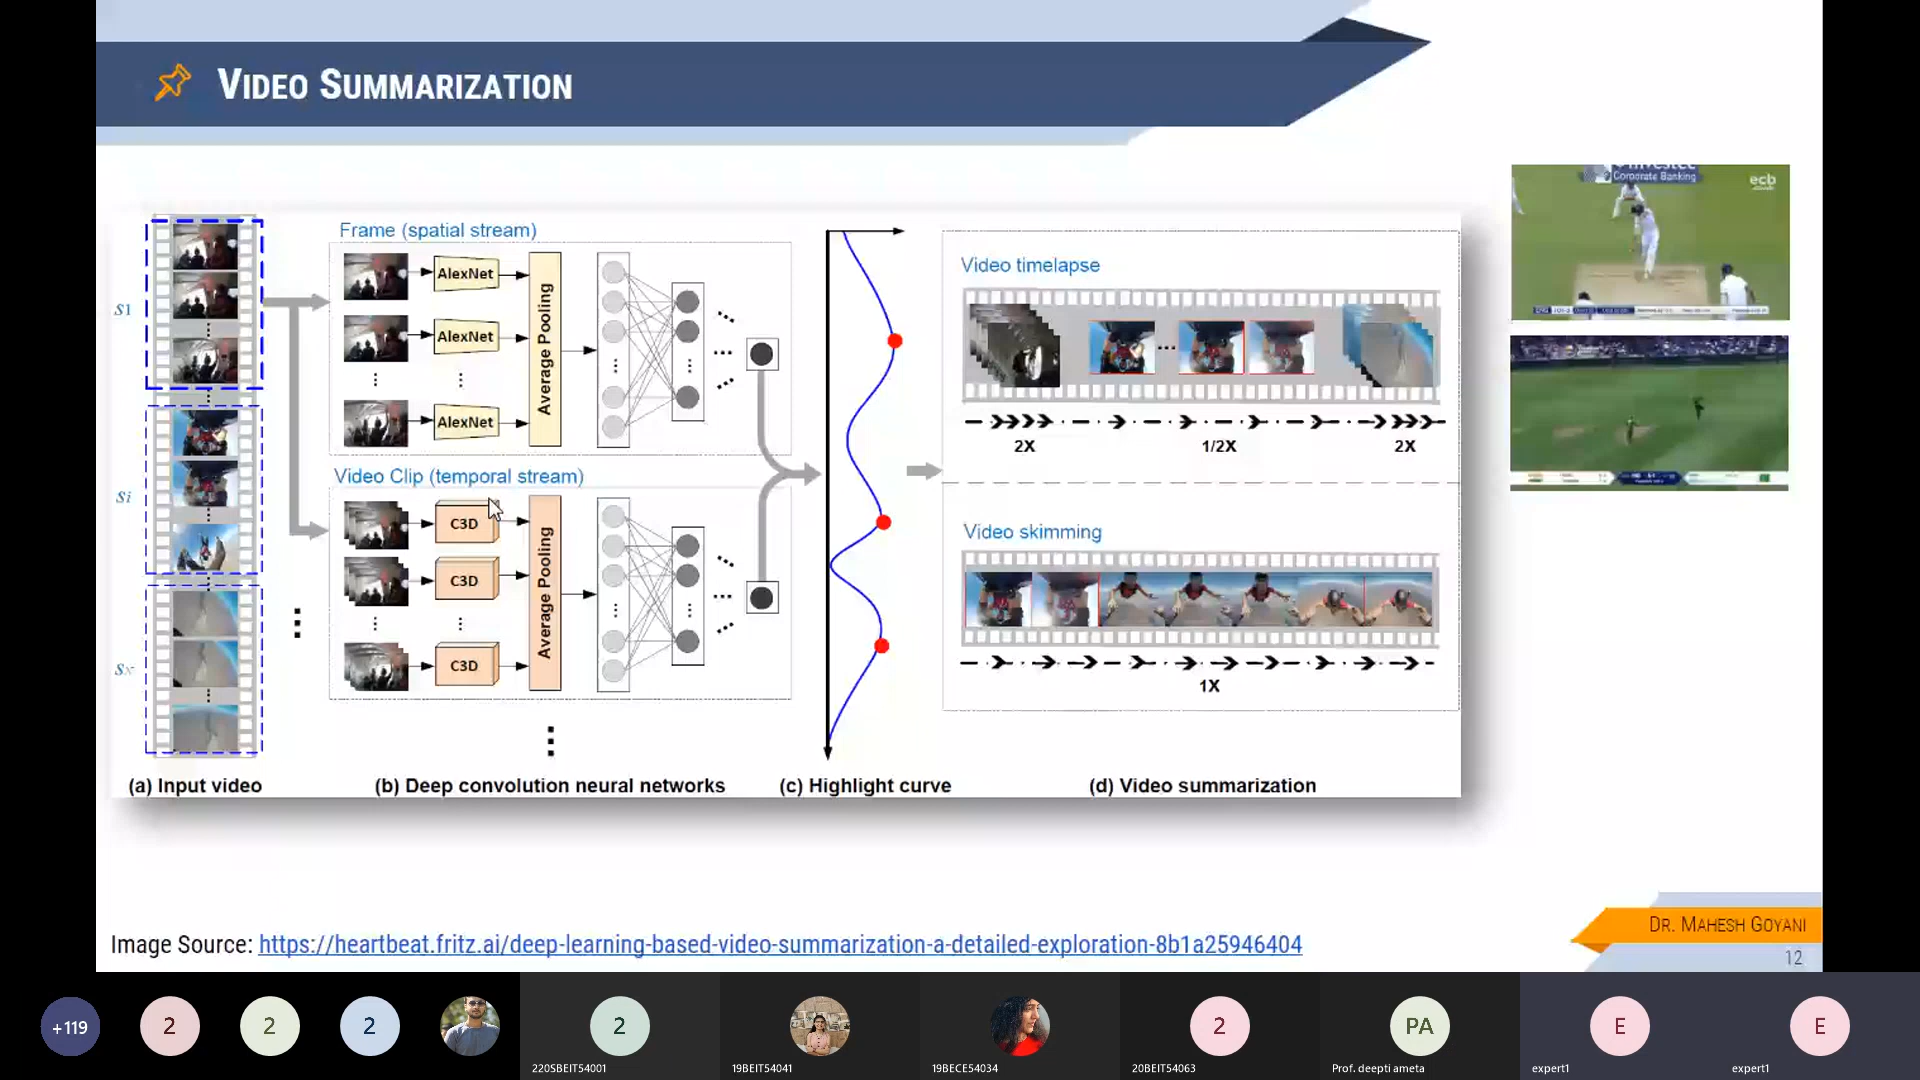 VIDEO SUMMARIZATION
Corporate Banking
ecb
Frame (spatial stream)
S1
AlexNet
AlexNet
AlexNet
Average Pooling
Video Clip (temporal stream)
Si
C3D
C3D
C3D
Average Pooling
Video timelapse
2X
1/2X
2X
Video skimming
1X
(a) Input video
(b) Deep convolution neural networks
(c) Highlight curve
(d) Video summarization
Image Source: https://heartbeat.fritz.ai/deep-learning-based-video-summarization-a-detailed-exploration-8b1a25946404
DR. MAHESH GOYANI
12
+119
2
2
2
2
220SBEIT54001
19BEIT54041
19BECE54034
2
20BEIT54063
PA
Prof. deepti ameta
E
expert1
E
expert1